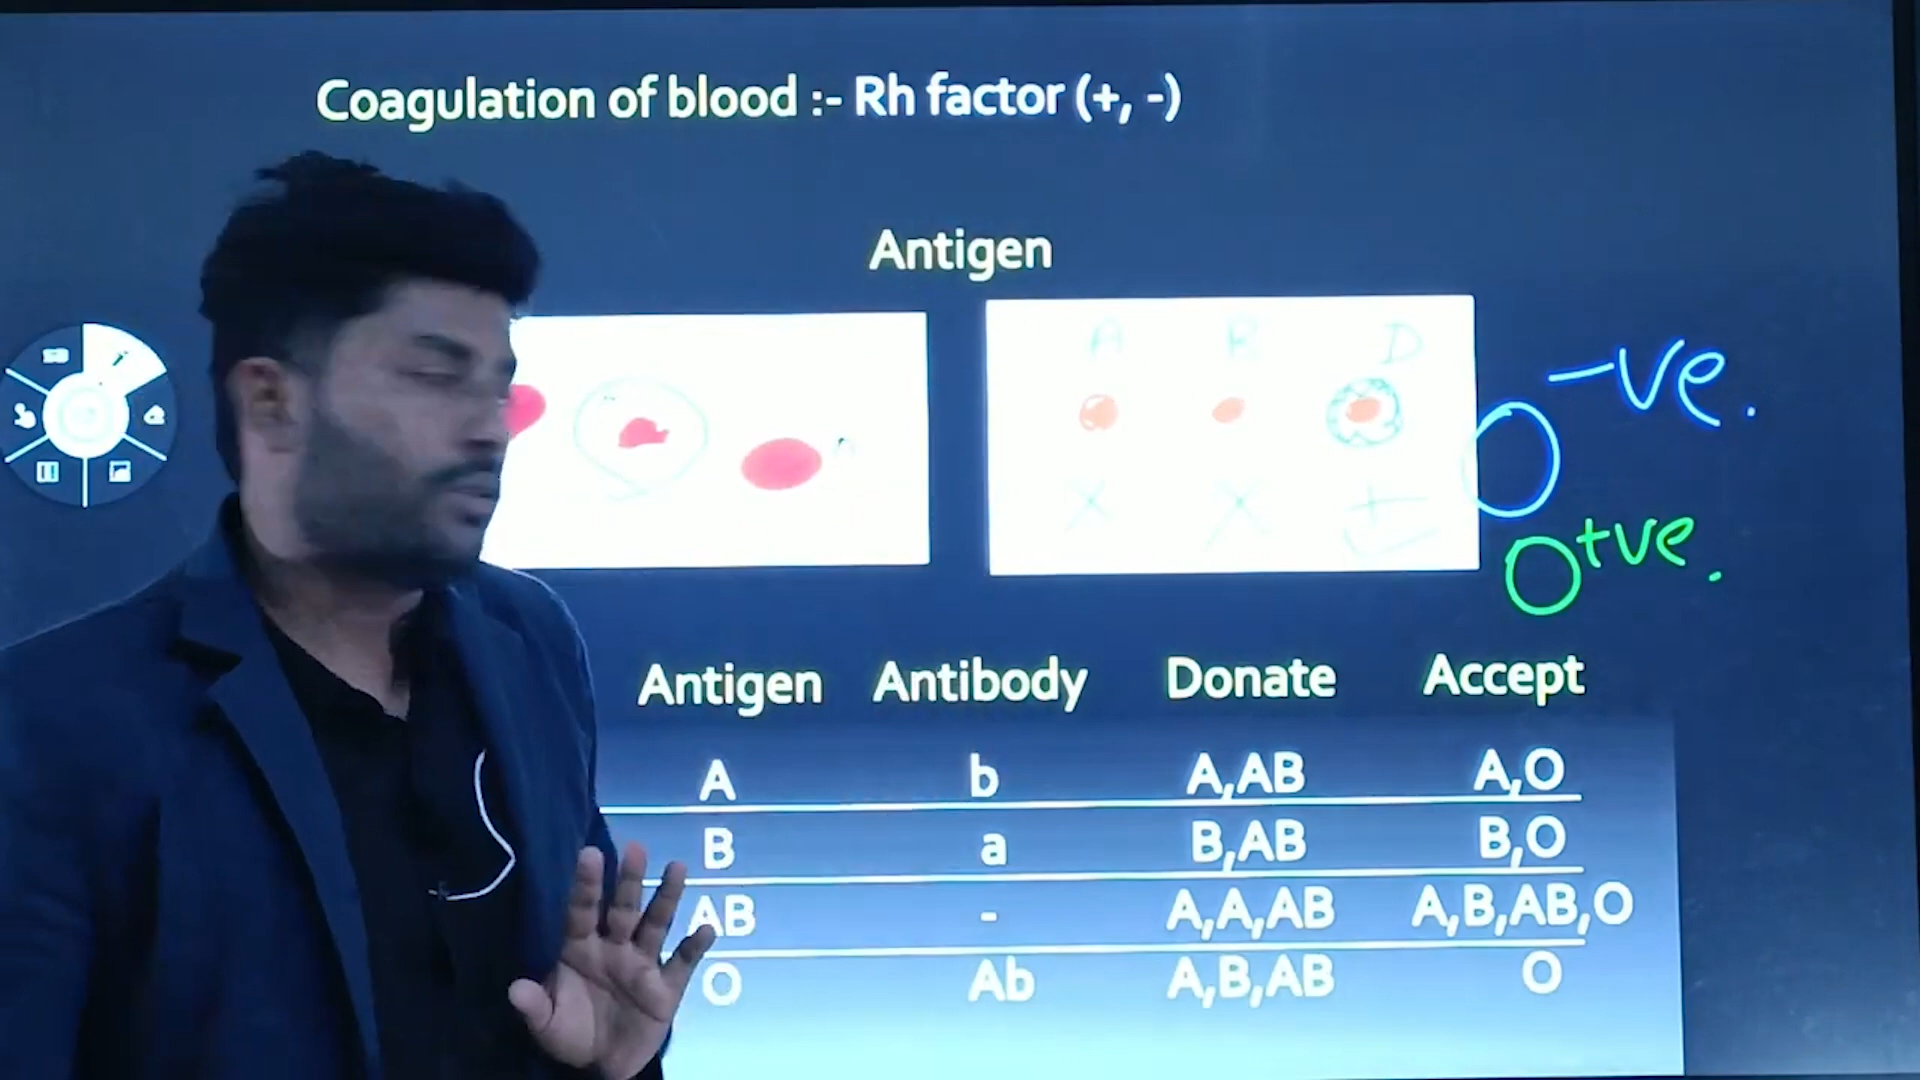 Coagulation of blood :- Rh factor (+, -)
Antigen
A B D
X X +
O -ve.
O +ve.
Antigen Antibody Donate Accept
A b A,AB A,O
B a B,AB B,O
AB - A,A,AB A,B,AB,O
O Ab A,B,AB O